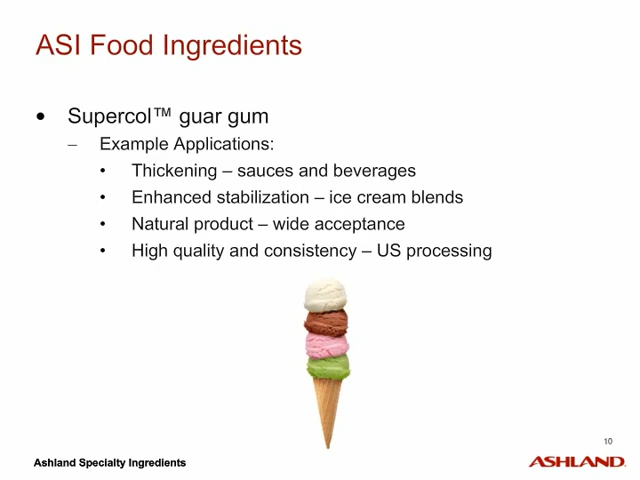 ASI Food Ingredients
• Supercol™ guar gum
– Example Applications:
• Thickening – sauces and beverages
• Enhanced stabilization – ice cream blends
• Natural product – wide acceptance
• High quality and consistency – US processing
10
Ashland Specialty Ingredients
ASHLAND